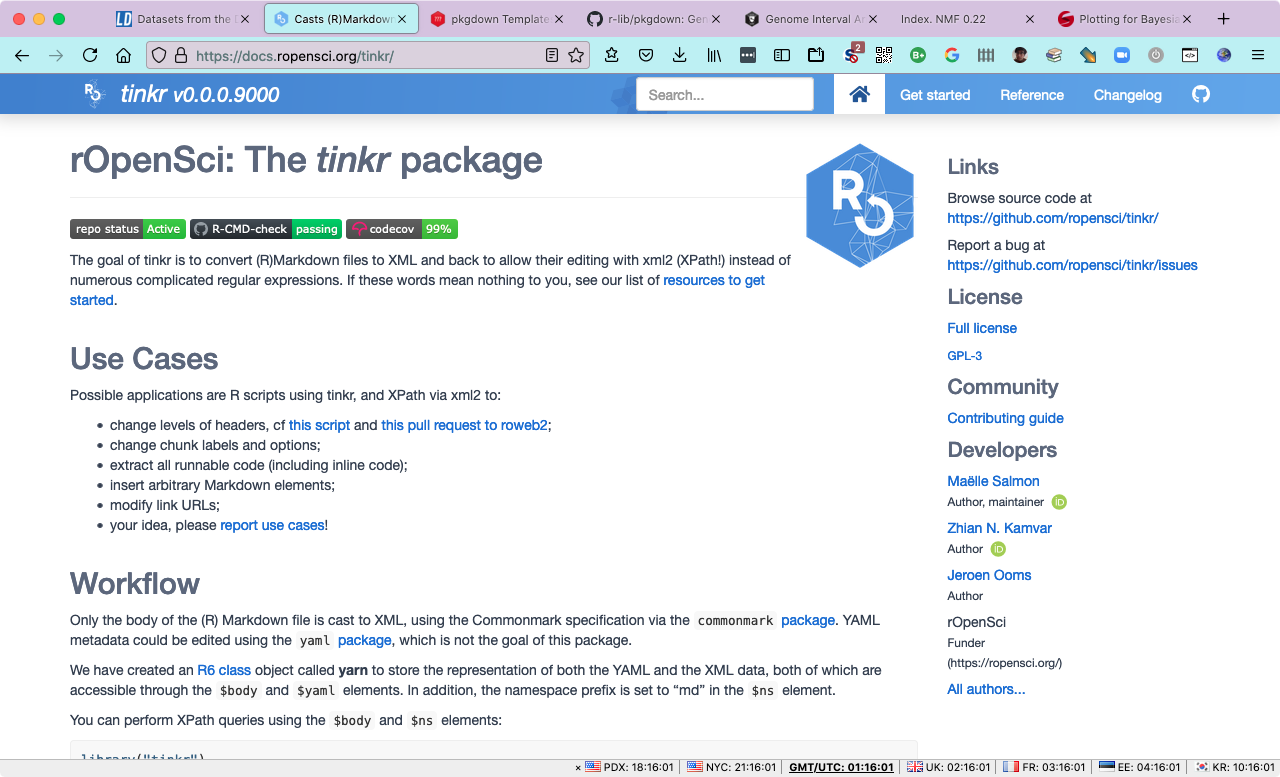 Datasets from the D
Casts (R)Markdown
pkgdown Template
r-lib/pkgdown: Gen
GenomeInterval Ar
Index. NMF 0.22
Plotting for Bayesia
https://docs.ropensci.org/tinkr/
2
tinkr v0.0.0.9000
Search...
Get started
Reference
Changelog
rOpenSci: The tinkr package
repo status Active
R-CMD-check passing
codecov 99%
The goal of tinkr is to convert (R)Markdown files to XML and back to allow their editing with xml2 (XPath!) instead of
numerous complicated regular expressions. If these words mean nothing to you, see our list of resources to get
started.
Use Cases
Possible applications are R scripts using tinkr, and XPath via xml2 to:
• change levels of headers, cf this script and this pull request to roweb2;
• change chunk labels and options;
• extract all runnable code (including inline code);
• insert arbitrary Markdown elements;
• modify link URLs;
• your idea, please report use cases!
Workflow
Only the body of the (R) Markdown file is cast to XML, using the Commonmark specification via the commonmark package. YAML
metadata could be edited using the yaml package, which is not the goal of this package.
We have created an R6 class object called yarn to store the representation of both the YAML and the XML data, both of which are
accessible through the $body and $yaml elements. In addition, the namespace prefix is set to “md” in the $ns element.
You can perform XPath queries using the $body and $ns elements:
library("tinkr")
Links
Browse source code at
https://github.com/ropensci/tinkr/
Report a bug at
https://github.com/ropensci/tinkr/issues
License
Full license
GPL-3
Community
Contributing guide
Developers
Maëlle Salmon
Author, maintainer iD
Zhian N. Kamvar
Author iD
Jeroen Ooms
Author
rOpenSci
Funder
(https://ropensci.org/)
All authors...
× PDX: 18:16:01 NYC: 21:16:01 GMT/UTC: 01:16:01 UK: 02:16:01 FR: 03:16:01 EE: 04:16:01 KR: 10:16:01